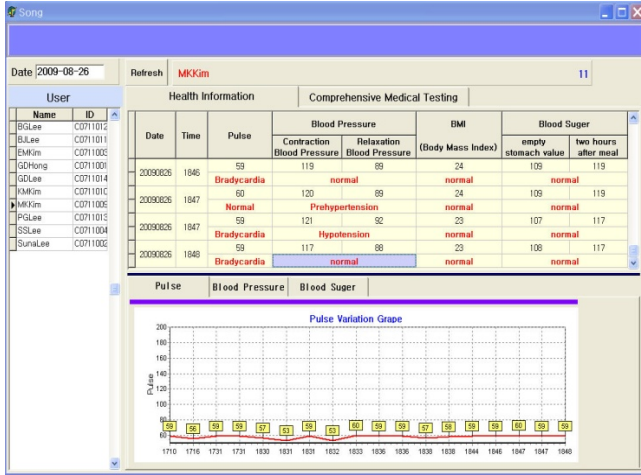 Song
Date 2009-08-26
Refresh MKKim 11
User
Name ID
BGLee C0711012
BJLee C0711011
EMKim C0711003
GDHong C0711001
GDLee C0711014
KMKim C0711010
MKKim C0711009
PGLee C0711013
SSLee C0711004
SunaLee C0711002
Health Information Comprehensive Medical Testing
Date Time Pulse Blood Pressure BMI Blood Suger
Contraction Blood Pressure Relaxation Blood Pressure (Body Mass Index) empty stomach value two hours after meal
20090826 1846 59 119 89 24 109 119
Bradycardia normal normal normal
20090826 1847 60 120 89 24 109 119
Normal Prehypertension normal normal
20090826 1847 59 121 92 23 107 117
Bradycardia Hypotension normal normal
20090826 1848 59 117 88 23 108 117
Bradycardia normal normal normal
Pulse Blood Pressure Blood Suger
Pulse Variation Grape
Pulse
200
180
160
140
120
100
80
60
59 56 59 59 57 53 59 53 60 59 59 57 58 59 59 60 59 59
1710 1716 1731 1731 1830 1831 1831 1832 1833 1836 1836 1836 1838 1844 1846 1847 1847 1848